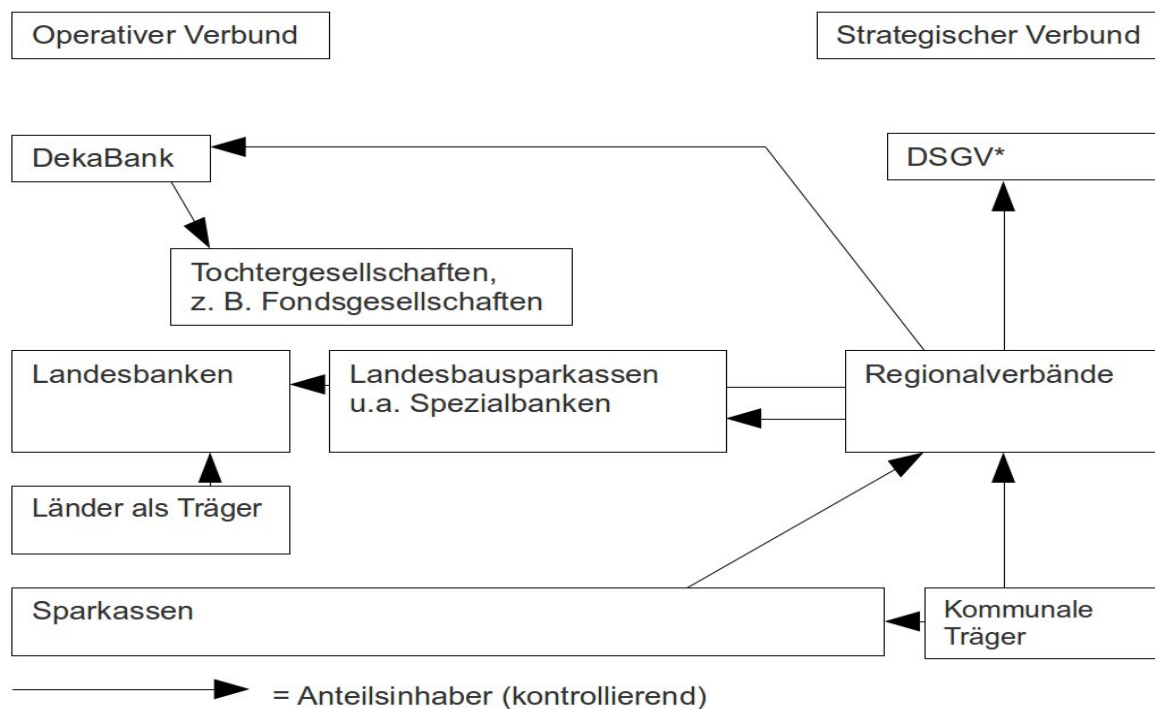 Operativer Verbund
Strategischer Verbund
DekaBank
DSGV*
Tochtergesellschaften,
z. B. Fondsgesellschaften
Landesbanken
Landesbausparkassen
u.a. Spezialbanken
Regionalverbände
Länder als Träger
Sparkassen
Kommunale
Träger
= Anteilsinhaber (kontrollierend)